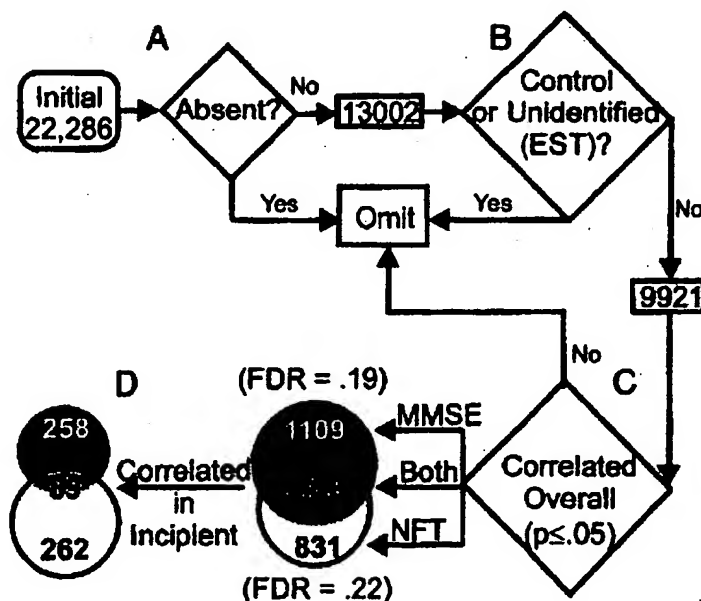 A
B
Initial
22,286
Absent?
No
13002
Control
or Unidentified
(EST)?
Yes
Omit
Yes
No
9921
No
C
D
(FDR = .19)
258
1109
MMSE
Correlated
in
Incipient
Both
Correlated
Overall
(p≤.05)
262
831
NFT
(FDR = .22)